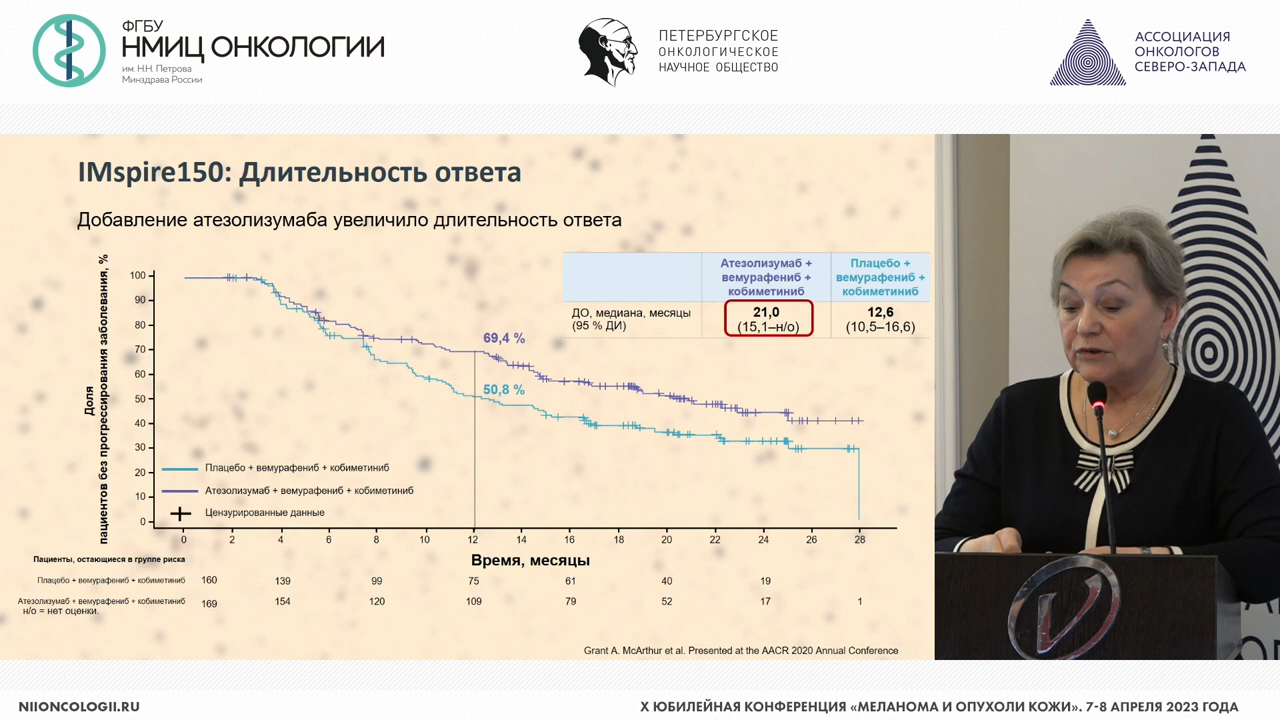 ФГБУ
НМИЦ ОНКОЛОГИИ
им. Н.Н. Петрова
Минздрава России
ПЕТЕРБУРГСКОЕ
ОНКОЛОГИЧЕСКОЕ
НАУЧНОЕ ОБЩЕСТВО
АССОЦИАЦИЯ
ОНКОЛОГОВ
СЕВЕРО-ЗАПАДА
IMspire150: Длительность ответа
Добавление атезолизумаба увеличило длительность ответа
Атезолизумаб + вемурафениб + кобиметиниб
Плацебо + вемурафениб + кобиметиниб
ДО, медиана, месяцы (95 % ДИ)
21,0 (15,1–н/о)
12,6 (10,5–16,6)
Доля
пациентов без прогрессирования заболевания, %
100
90
80
70
60
50
40
30
20
10
0
69,4 %
50,8 %
Плацебо + вемурафениб + кобиметиниб
Атезолизумаб + вемурафениб + кобиметиниб
Цензурированные данные
0 2 4 6 8 10 12 14 16 18 20 22 24 26 28
Время, месяцы
Пациенты, остающиеся в группе риска
Плацебо + вемурафениб + кобиметиниб 160 139 99 75 61 40 19
Атезолизумаб + вемурафениб + кобиметиниб 169 154 120 109 79 52 17 1
н/о = нет оценки.
Grant A. McArthur et al. Presented at the AACR 2020 Annual Conference
NIIONCOLOGII.RU
X ЮБИЛЕЙНАЯ КОНФЕРЕНЦИЯ «МЕЛАНОМА И ОПУХОЛИ КОЖИ». 7-8 АПРЕЛЯ 2023 ГОДА